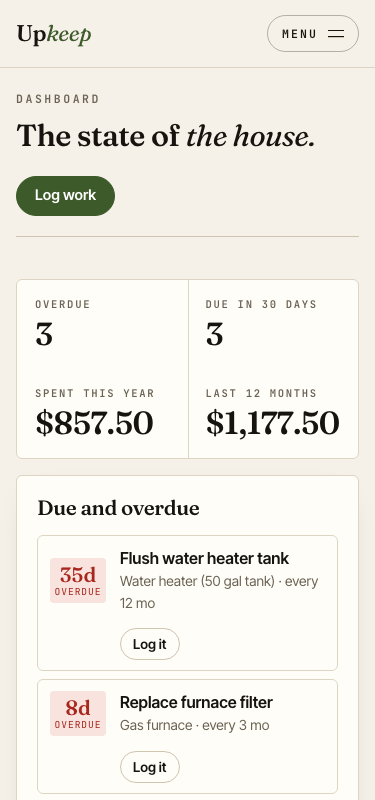 Upkeep
MENU
DASHBOARD
The state of the house.
Log work
OVERDUE
3
DUE IN 30 DAYS
3
SPENT THIS YEAR
$857.50
LAST 12 MONTHS
$1,177.50
Due and overdue
35d
OVERDUE
Flush water heater tank
Water heater (50 gal tank) · every
12 mo
Log it
8d
OVERDUE
Replace furnace filter
Gas furnace · every 3 mo
Log it